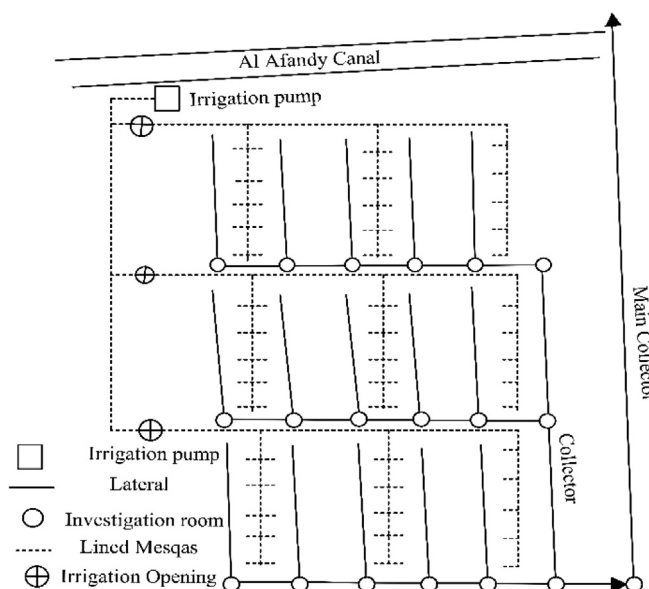 Al Afandy Canal
Irrigation pump
Main Collector
Collector
Irrigation pump
Lateral
Investigation room
Lined Mesqas
Irrigation Opening